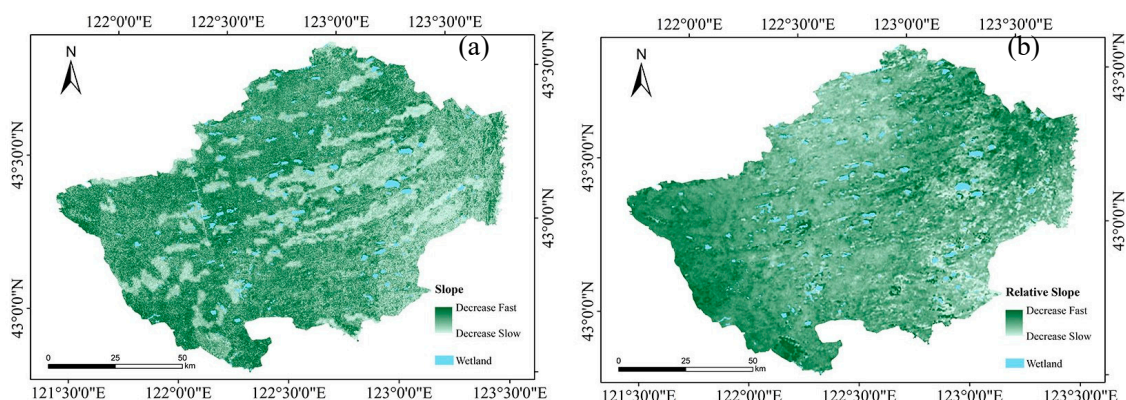 122°0'0"E 122°30'0"E 123°0'0"E 123°30'0"E
(a)
N
43°30'0"N
43°30'0"N
43°0'0"N
43°0'0"N
Slope
Decrease Fast
Decrease Slow
Wetland
0 25 50
km
121°30'0"E 122°0'0"E 122°30'0"E 123°0'0"E
122°0'0"E 122°30'0"E 123°0'0"E 123°30'0"E
(b)
N
43°30'0"N
43°30'0"N
43°0'0"N
43°0'0"N
Relative Slope
Decrease Fast
Decrease Slow
Wetland
0 25 50
km
121°30'0"E 122°0'0"E 122°30'0"E 123°0'0"E 123°30'0"E